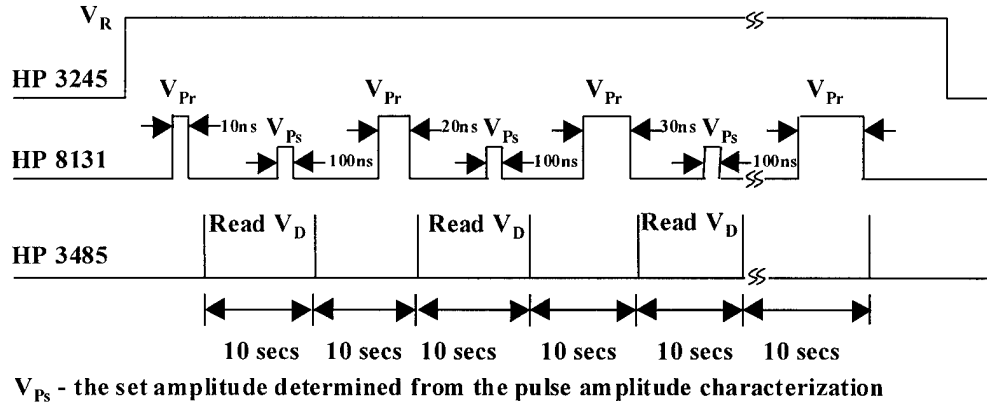 V_R
HP 3245
V_Pr V_Pr V_Pr V_Pr
10ns V_Ps 20ns V_Ps 30ns V_Ps
HP 8131
100ns 100ns 100ns
Read V_D Read V_D Read V_D
HP 3485
10 secs 10 secs 10 secs 10 secs 10 secs 10 secs
V_Ps - the set amplitude determined from the pulse amplitude characterization